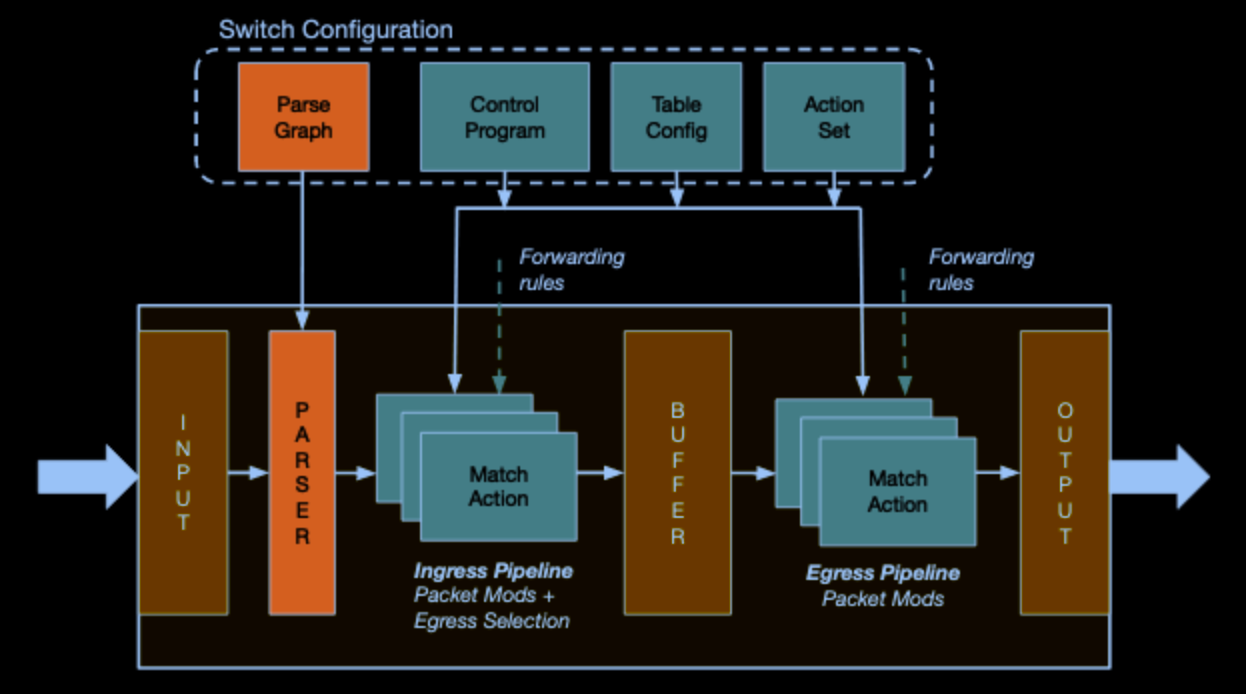 Switch Configuration
Parse
Graph
Control
Program
Table
Config
Action
Set
Forwarding
rules
Forwarding
rules
INPUT
PARSER
Match
Action
BUFFER
Match
Action
OUTPUT
Ingress Pipeline
Packet Mods +
Egress Selection
Egress Pipeline
Packet Mods